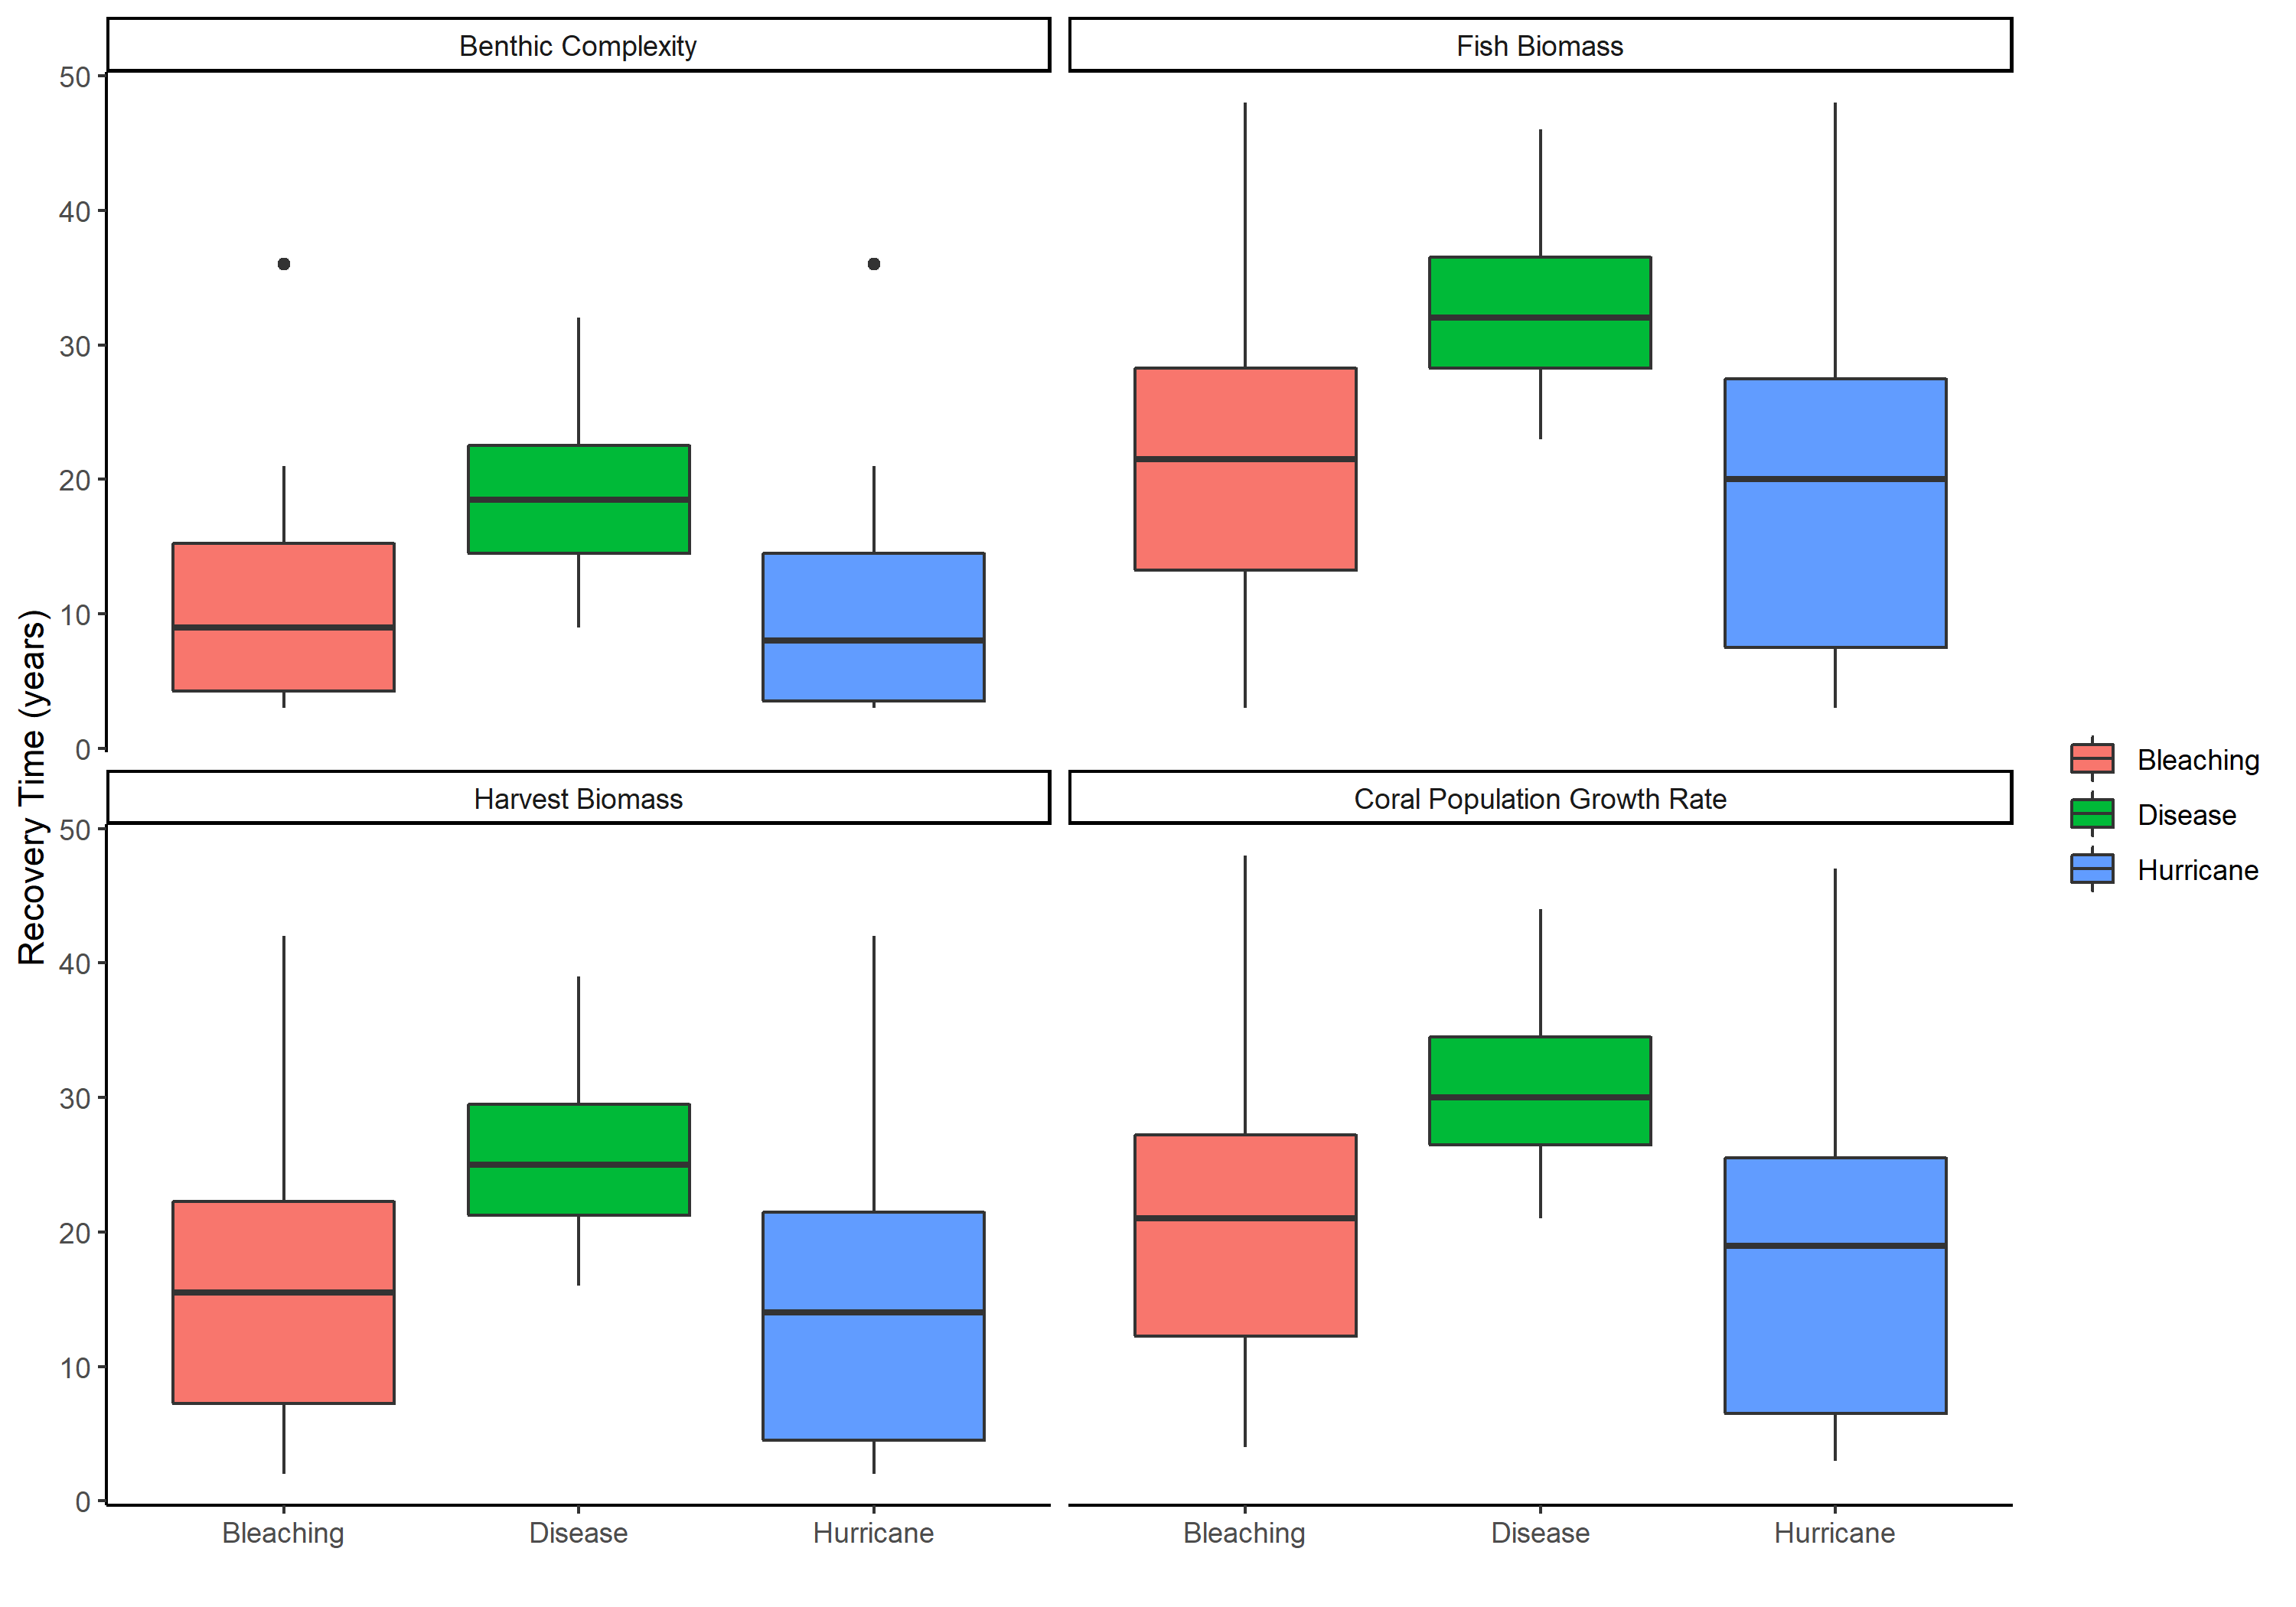 Benthic Complexity
Fish Biomass
50
40
30
20
10
0
Recovery Time (years)
Harvest Biomass
Coral Population Growth Rate
50
40
30
20
10
0
Bleaching Disease Hurricane
Bleaching Disease Hurricane
Bleaching
Disease
Hurricane